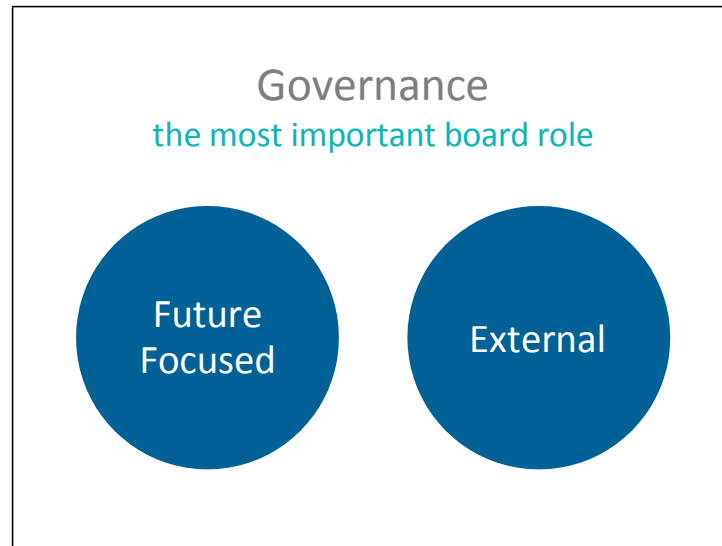 Governance
the most important board role
Future
Focused
External